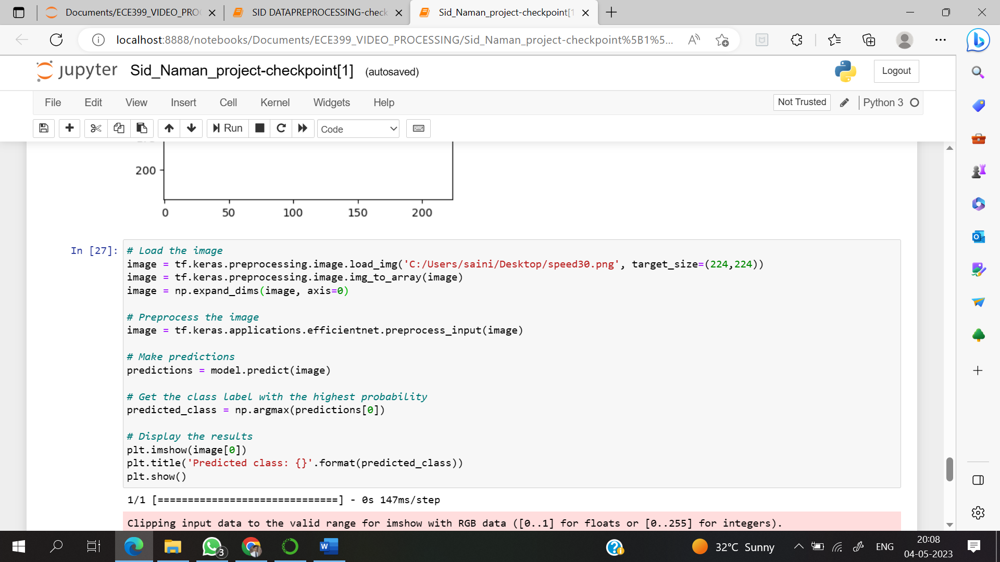 Documents/ECE399_VIDEO_PRO
SID DATAPREPROCESSING-check
Sid_Naman_project-checkpoint[1
localhost:8888/notebooks/Documents/ECE399_VIDEO_PROCESSING/Sid_Naman_project-checkpoint%5B1%5...
jupyter Sid_Naman_project-checkpoint[1] (autosaved)
Logout
File Edit View Insert Cell Kernel Widgets Help
Not Trusted
Python 3
Run
Code
200
0 50 100 150 200
In [27]:
# Load the image
image = tf.keras.preprocessing.image.load_img('C:/Users/saini/Desktop/speed30.png', target_size=(224,224))
image = tf.keras.preprocessing.image.img_to_array(image)
image = np.expand_dims(image, axis=0)
# Preprocess the image
image = tf.keras.applications.efficientnet.preprocess_input(image)
# Make predictions
predictions = model.predict(image)
# Get the class label with the highest probability
predicted_class = np.argmax(predictions[0])
# Display the results
plt.imshow(image[0])
plt.title('Predicted class: {}'.format(predicted_class))
plt.show()
1/1 [==============================] - 0s 147ms/step
Clipping input data to the valid range for imshow with RGB data ([0..1] for floats or [0..255] for integers).
3
32°C Sunny
ENG
20:08
04-05-2023